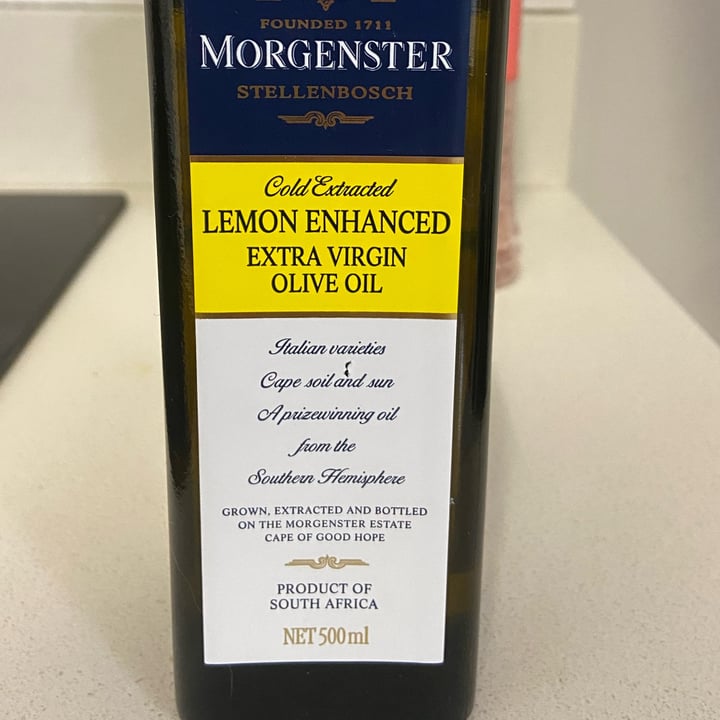 FOUNDED 1711
MORGENSTER
STELLENBOSCH
Cold Extracted
LEMON ENHANCED
EXTRA VIRGIN
OLIVE OIL
Italian varieties
Cape soil and sun
A prizewinning oil
from the
Southern Hemisphere
GROWN, EXTRACTED AND BOTTLED
ON THE MORGENSTER ESTATE
CAPE OF GOOD HOPE
PRODUCT OF
SOUTH AFRICA
NET 500 ml